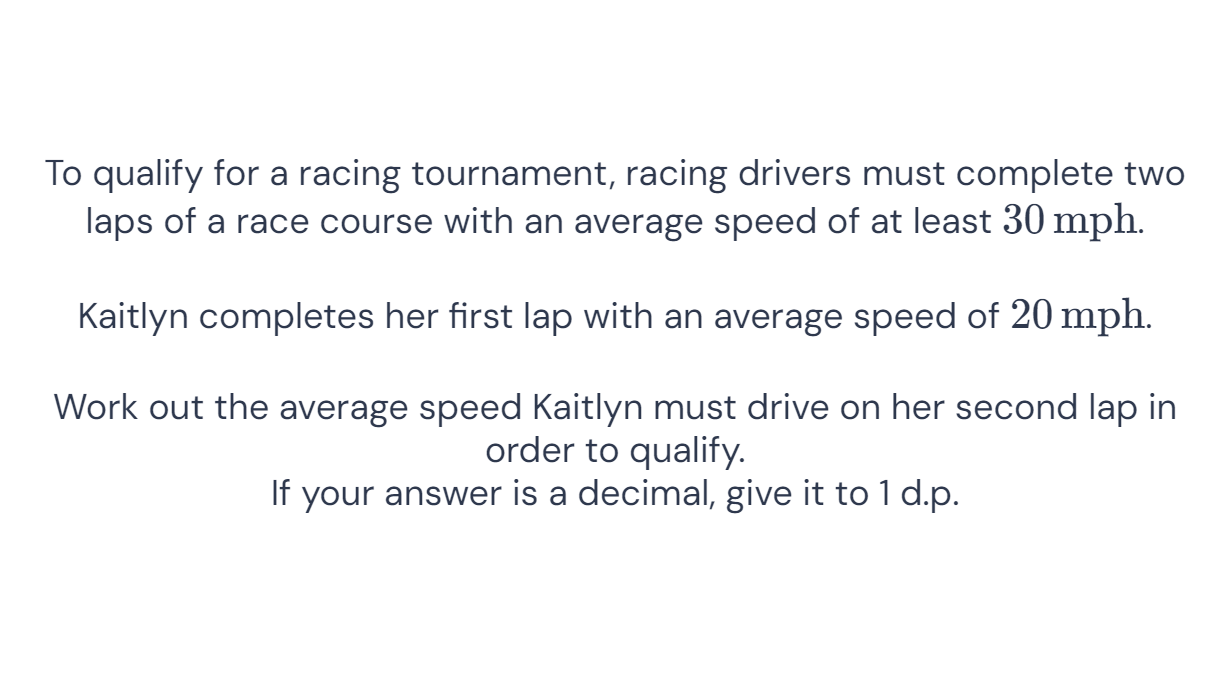 To qualify for a racing tournament, racing drivers must complete two
laps of a race course with an average speed of at least 30 mph.
Kaitlyn completes her first lap with an average speed of 20 mph.
Work out the average speed Kaitlyn must drive on her second lap in
order to qualify.
If your answer is a decimal, give it to 1 d.p.